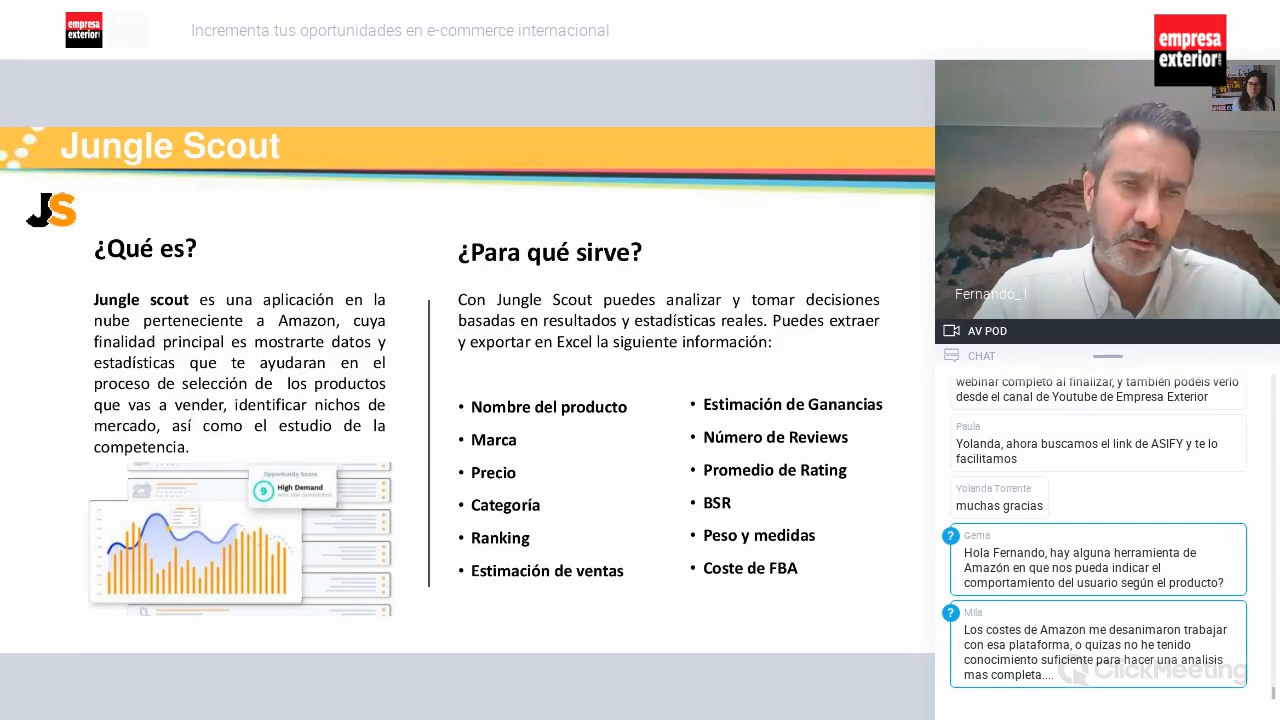 empresa
exterior
Incrementa tus oportunidades en e-commerce internacional
empresa
exterior
Jungle Scout
JS
¿Qué es?
Jungle scout es una aplicación en la
nube perteneciente a Amazon, cuya
finalidad principal es mostrarte datos y
estadísticas que te ayudaran en el
proceso de selección de los productos
que vas a vender, identificar nichos de
mercado, así como el estudio de la
competencia.
Opportunity Score
9
High Demand
with low competition
¿Para qué sirve?
Con Jungle Scout puedes analizar y tomar decisiones
basadas en resultados y estadísticas reales. Puedes extraer
y exportar en Excel la siguiente información:
• Nombre del producto
• Marca
• Precio
• Categoría
• Ranking
• Estimación de ventas
• Estimación de Ganancias
• Número de Reviews
• Promedio de Rating
• BSR
• Peso y medidas
• Coste de FBA
Fernando_1
AV POD
CHAT
webinar completo al finalizar, y también podéis verlo
desde el canal de Youtube de Empresa Exterior
Paula
Yolanda, ahora buscamos el link de ASIFY y te lo
facilitamos
Yolanda Torrente
muchas gracias
?
Gema
Hola Fernando, hay alguna herramienta de
Amazón en que nos pueda indicar el
comportamiento del usuario según el producto?
?
Mila
Los costes de Amazon me desanimaron trabajar
con esa plataforma, o quizas no he tenido
conocimiento suficiente para hacer una analisis
mas completa....
ClickMeeting